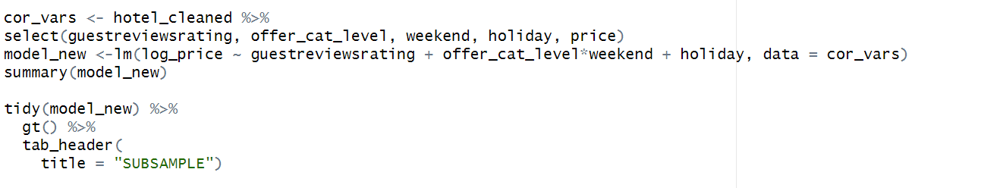 cor_vars <- hotel_cleaned %>%
select(guestreviewsrating, offer_cat_level, weekend, holiday, price)
model_new <-lm(log_price ~ guestreviewsrating + offer_cat_level*weekend + holiday, data = cor_vars)
summary(model_new)

tidy(model_new) %>%
  gt() %>%
  tab_header(
    title = "SUBSAMPLE")